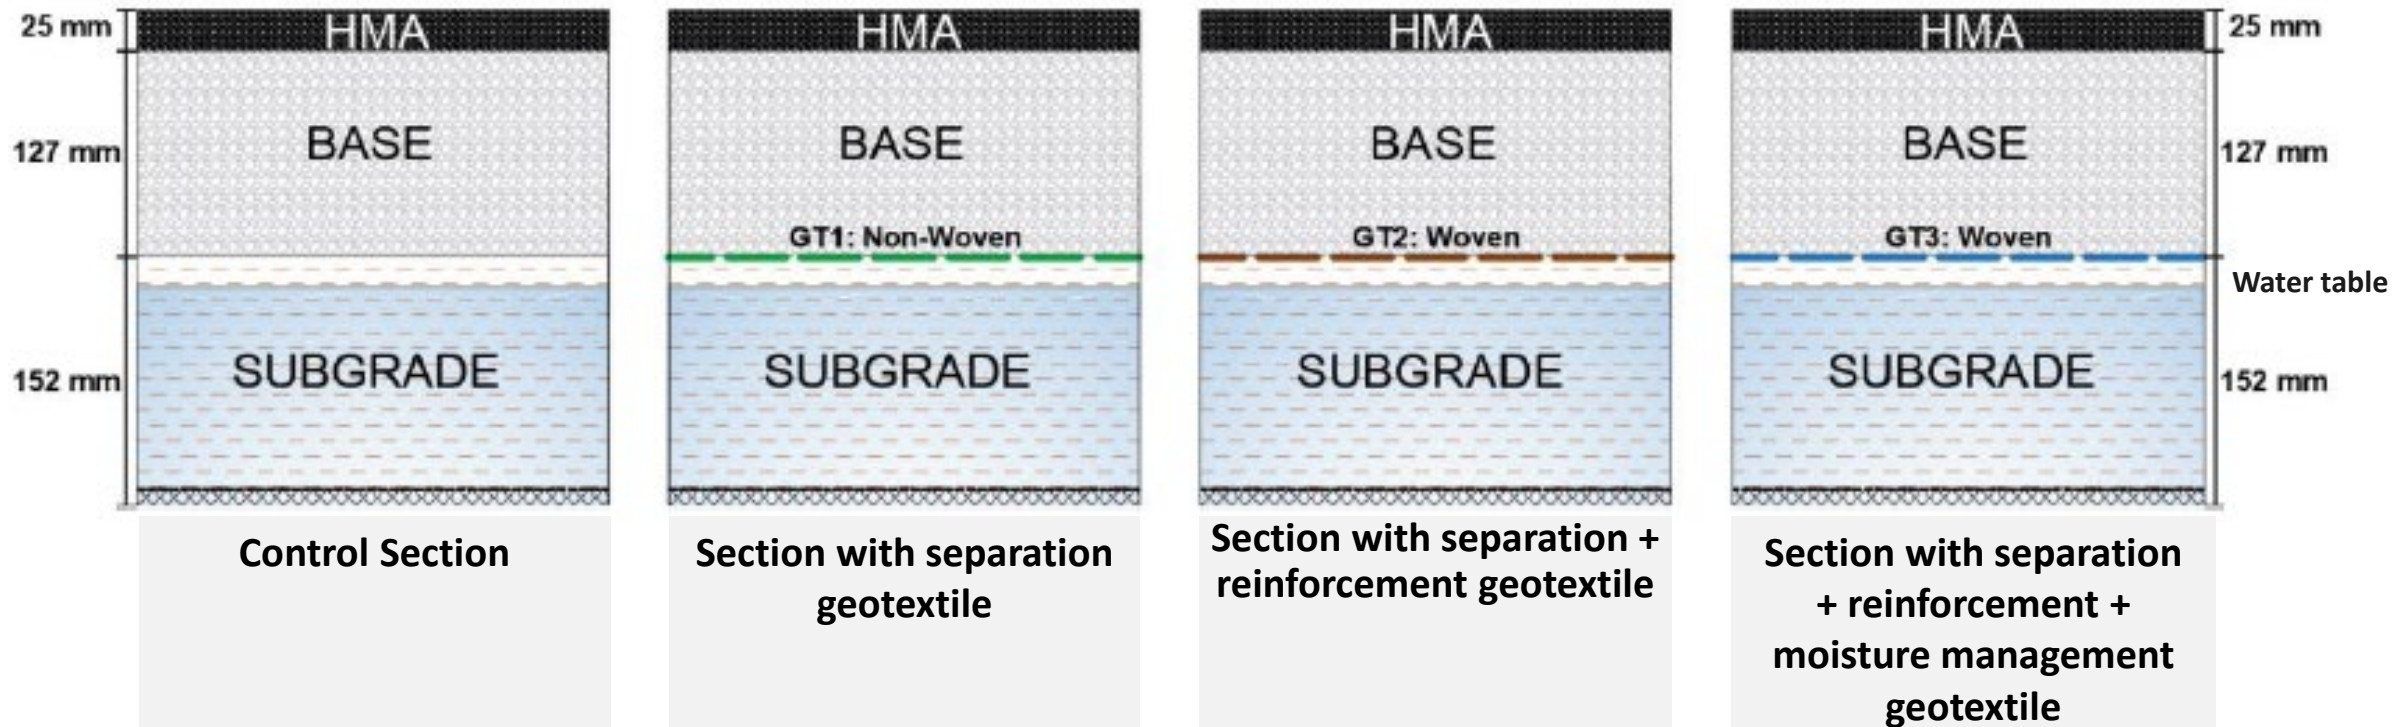 25 mm
HMA
HMA
HMA
HMA
25 mm
127 mm
BASE
BASE
BASE
BASE
127 mm
GT1: Non-Woven
GT2: Woven
GT3: Woven
Water table
152 mm
SUBGRADE
SUBGRADE
SUBGRADE
SUBGRADE
152 mm
Control Section
Section with separation
geotextile
Section with separation +
reinforcement geotextile
Section with separation
+ reinforcement +
moisture management
geotextile